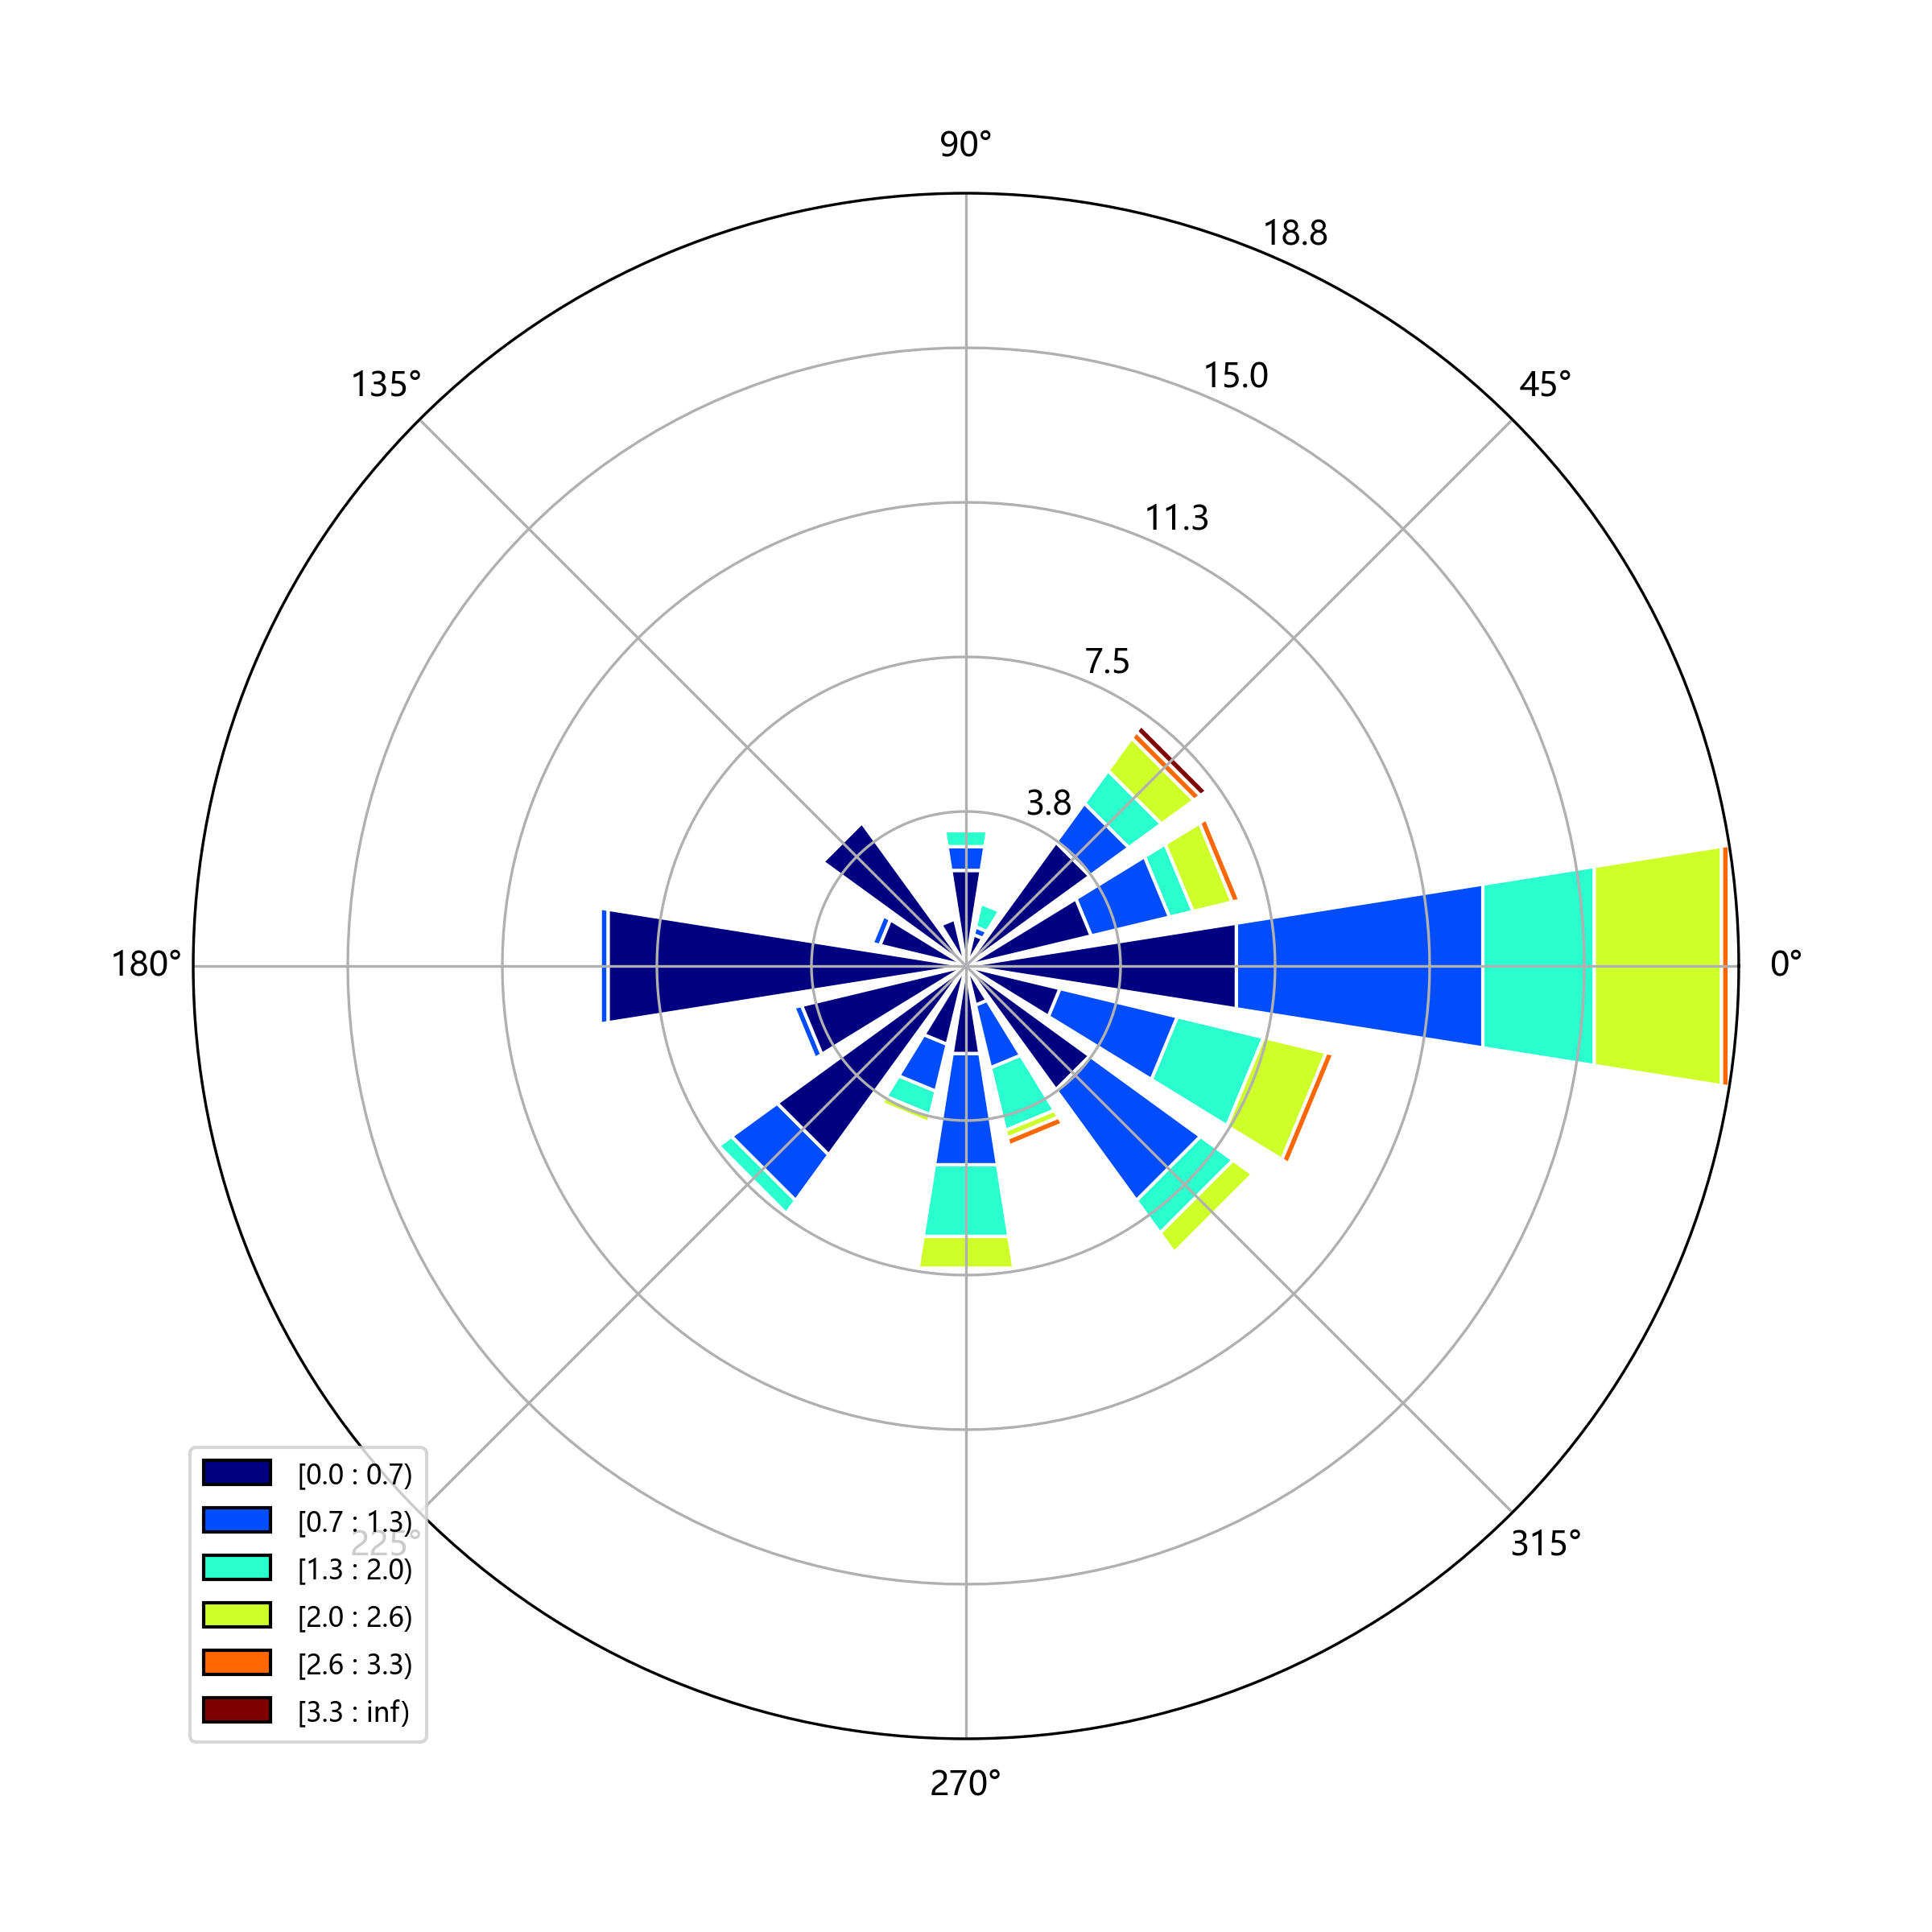 90°
18.8
15.0
135°
45°
11.3
7.5
3.8
180°
0°
[0.0 : 0.7)
[0.7 : 1.3)
225°
315°
[1.3 : 2.0)
[2.0 : 2.6)
[2.6 : 3.3)
[3.3 : inf)
270°